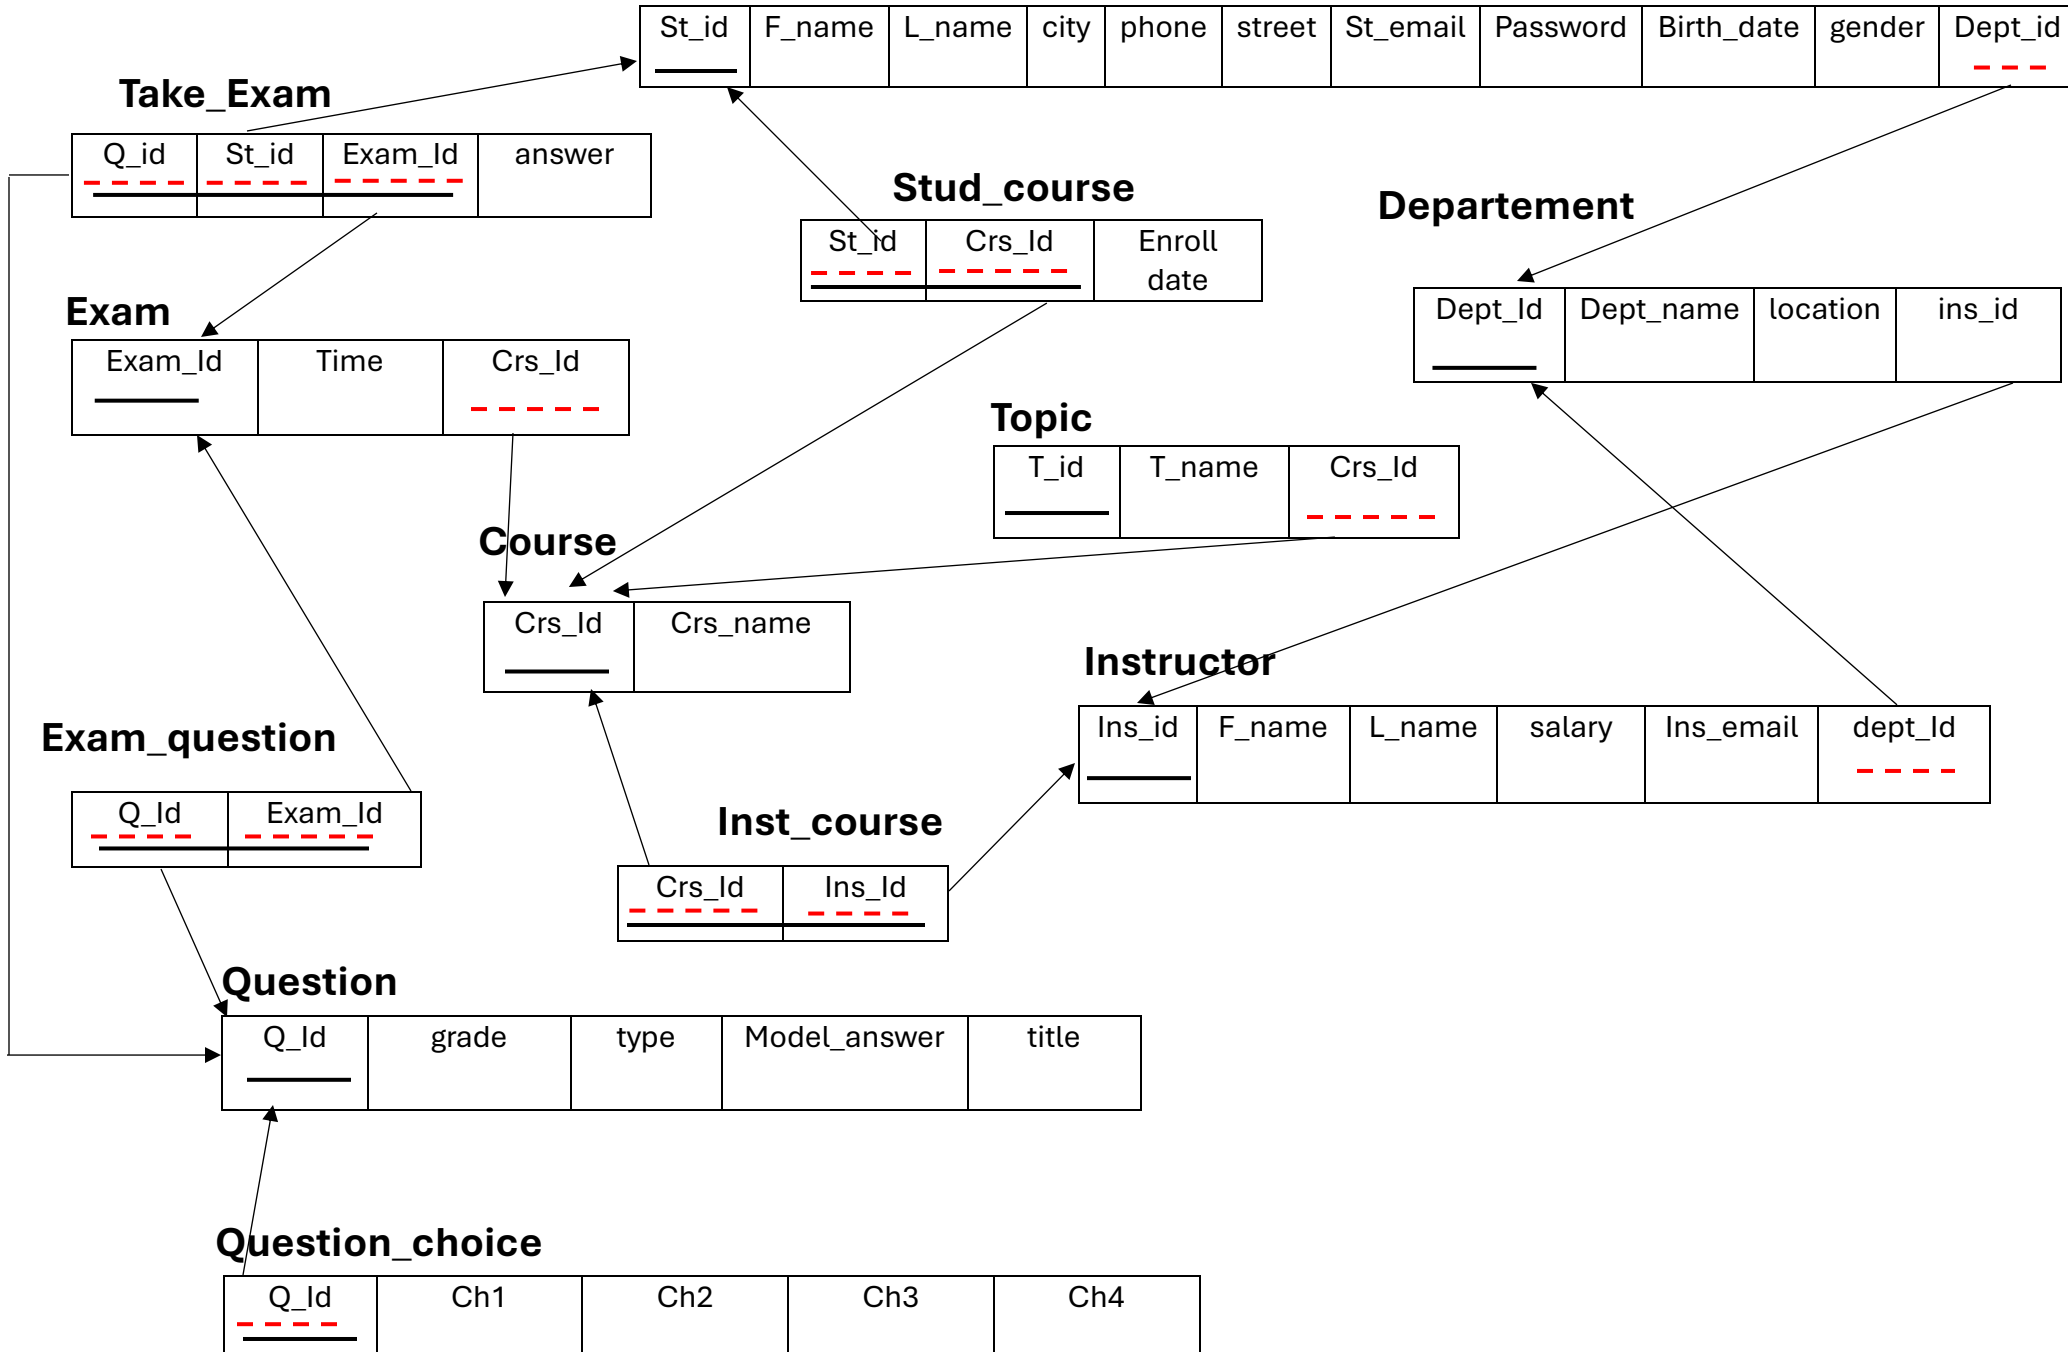 St_id F_name L_name city phone street St_email Password Birth_date gender Dept_id
Take_Exam
Q_id St_id Exam_Id answer
Stud_course
St_id Crs_Id Enroll
date
Departement
Dept_Id Dept_name location ins_id
Exam
Exam_Id Time Crs_Id
Topic
T_id T_name Crs_Id
Course
Crs_Id Crs_name
Instructor
Ins_id F_name L_name salary Ins_email dept_Id
Exam_question
Q_Id Exam_Id
Inst_course
Crs_Id Ins_Id
Question
Q_Id grade type Model_answer title
Question_choice
Q_Id Ch1 Ch2 Ch3 Ch4